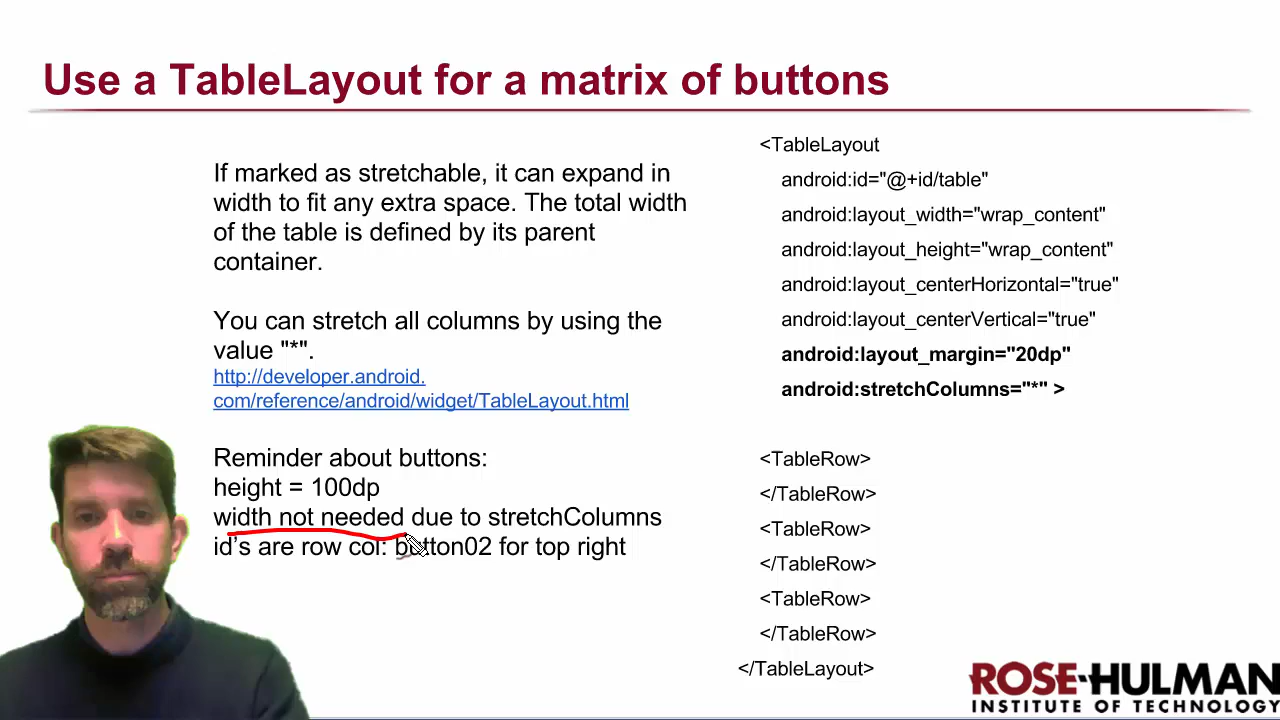 Use a TableLayout for a matrix of buttons
If marked as stretchable, it can expand in
width to fit any extra space. The total width
of the table is defined by its parent
container.
You can stretch all columns by using the
value "*".
http://developer.android.
com/reference/android/widget/TableLayout.html
Reminder about buttons:
height = 100dp
width not needed due to stretchColumns
id's are row col: button02 for top right
<TableLayout
android:id="@+id/table"
android:layout_width="wrap_content"
android:layout_height="wrap_content"
android:layout_centerHorizontal="true"
android:layout_centerVertical="true"
android:layout_margin="20dp"
android:stretchColumns="*" >
<TableRow>
</TableRow>
<TableRow>
</TableRow>
<TableRow>
</TableRow>
</TableLayout>
ROSE-HULMAN
INSTITUTE OF TECHNOLOGY